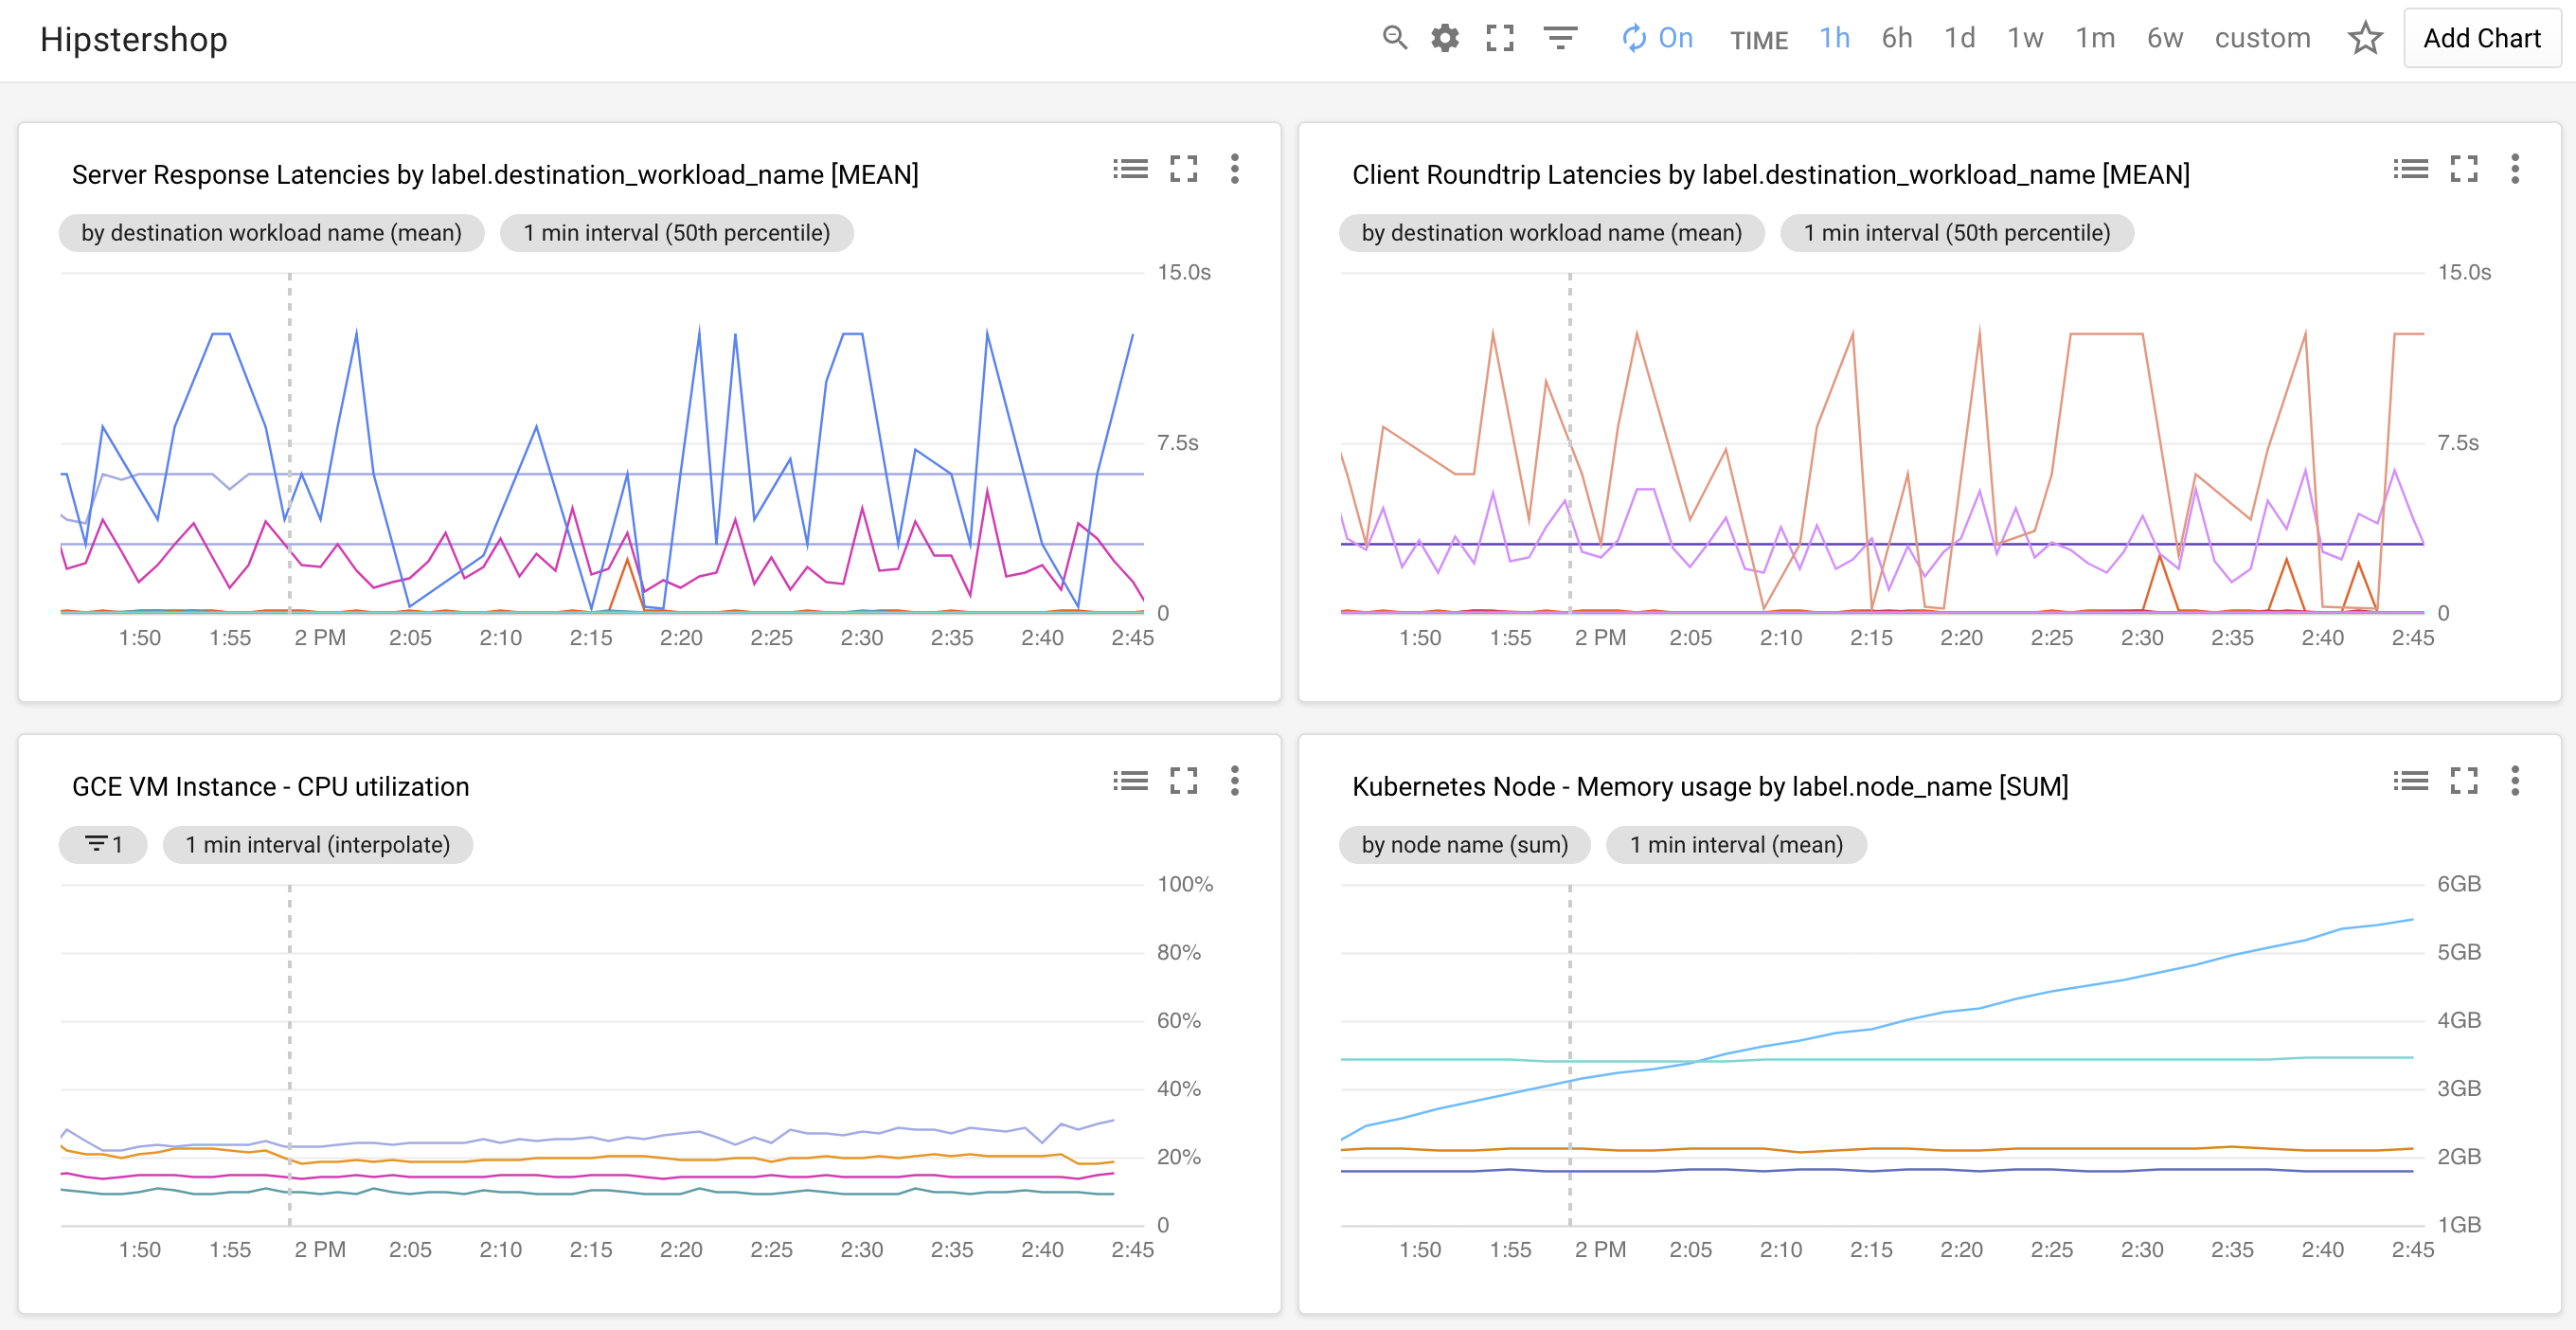 Hipstershop
On TIME 1h 6h 1d 1w 1m 6w custom Add Chart
Server Response Latencies by label.destination_workload_name [MEAN]
by destination workload name (mean) 1 min interval (50th percentile)
15.0s
7.5s
0
1:50 1:55 2 PM 2:05 2:10 2:15 2:20 2:25 2:30 2:35 2:40 2:45
Client Roundtrip Latencies by label.destination_workload_name [MEAN]
by destination workload name (mean) 1 min interval (50th percentile)
15.0s
7.5s
0
1:50 1:55 2 PM 2:05 2:10 2:15 2:20 2:25 2:30 2:35 2:40 2:45
GCE VM Instance - CPU utilization
1 1 min interval (interpolate)
100%
80%
60%
40%
20%
0
1:50 1:55 2 PM 2:05 2:10 2:15 2:20 2:25 2:30 2:35 2:40 2:45
Kubernetes Node - Memory usage by label.node_name [SUM]
by node name (sum) 1 min interval (mean)
6GB
5GB
4GB
3GB
2GB
1GB
1:50 1:55 2 PM 2:05 2:10 2:15 2:20 2:25 2:30 2:35 2:40 2:45